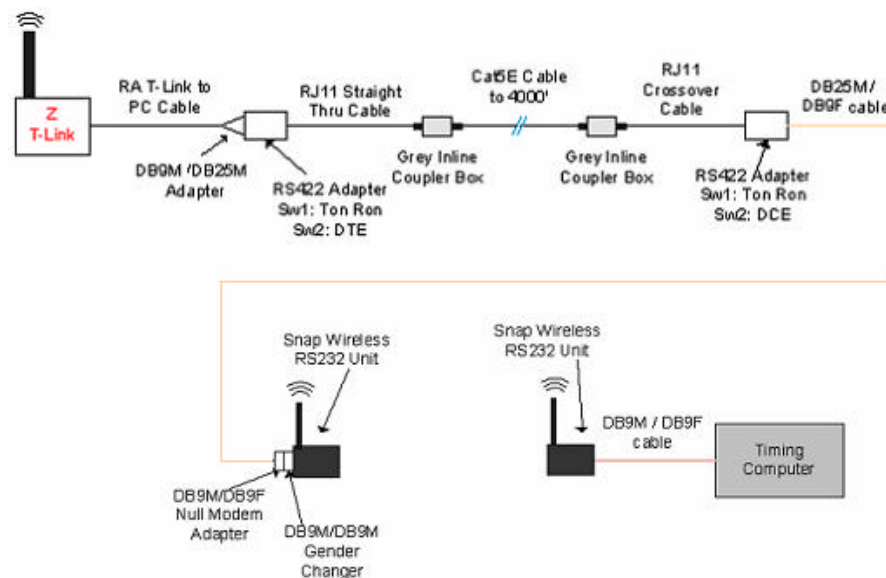 Z
T-Link
RA T-Link to
PC Cable
DB9M /DB25M
Adapter
RS422 Adapter
Sw1: Ton Ron
Sw2: DTE
RJ11 Straight
Thru Cable
Grey Inline
Coupler Box
Cat5E Cable
to 4000'
Grey Inline
Coupler Box
RJ11
Crossover
Cable
RS422 Adapter
Sw1: Ton Ron
Sw2: DCE
DB25M/
DB9F
cable
Snap Wireless
RS232 Unit
DB9M/DB9F
Null Modem
Adapter
DB9M/DB9M
Gender
Changer
Snap Wireless
RS232 Unit
DB9M / DB9F
cable
Timing
Computer